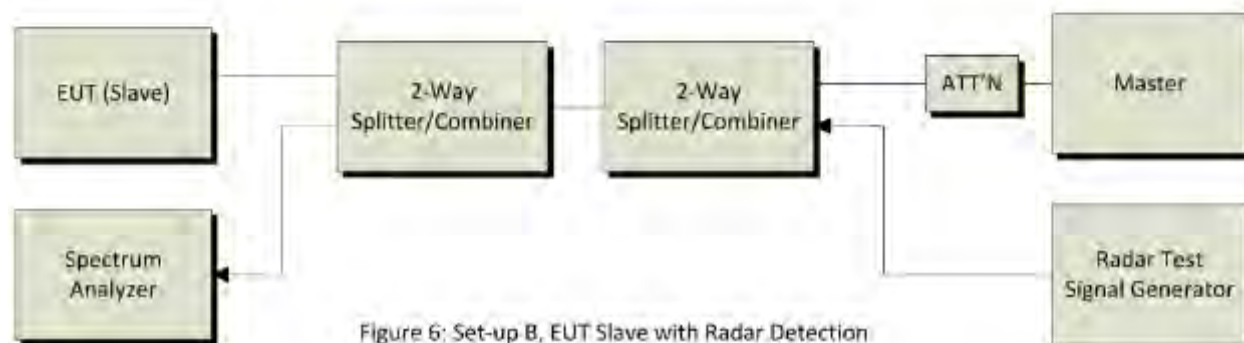 EUT (Slave)
2-Way
Splitter/Combiner
2-Way
Splitter/Combiner
ATT'N
Master
Spectrum
Analyzer
Radar Test
Signal Generator
Figure 6: Set-up B, EUT Slave with Radar Detection